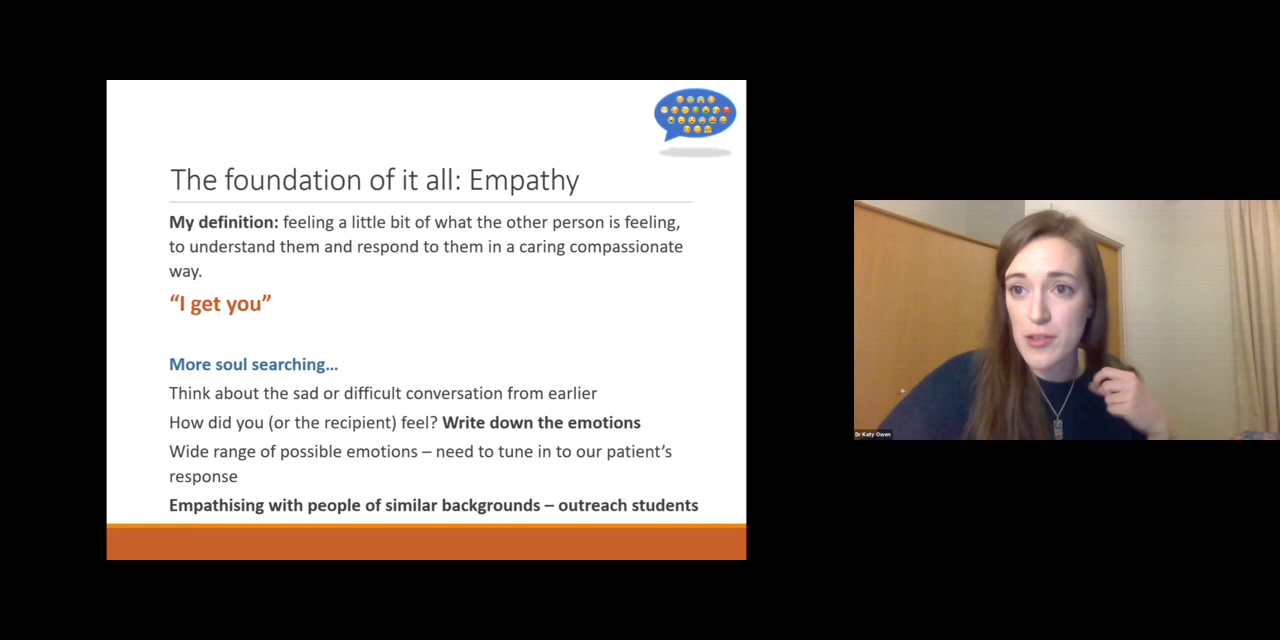 The foundation of it all: Empathy
My definition: feeling a little bit of what the other person is feeling,
to understand them and respond to them in a caring compassionate
way.
“I get you”
More soul searching…
Think about the sad or difficult conversation from earlier
How did you (or the recipient) feel? Write down the emotions
Wide range of possible emotions – need to tune in to our patient’s
response
Empathising with people of similar backgrounds – outreach students
Dr Katy Owen